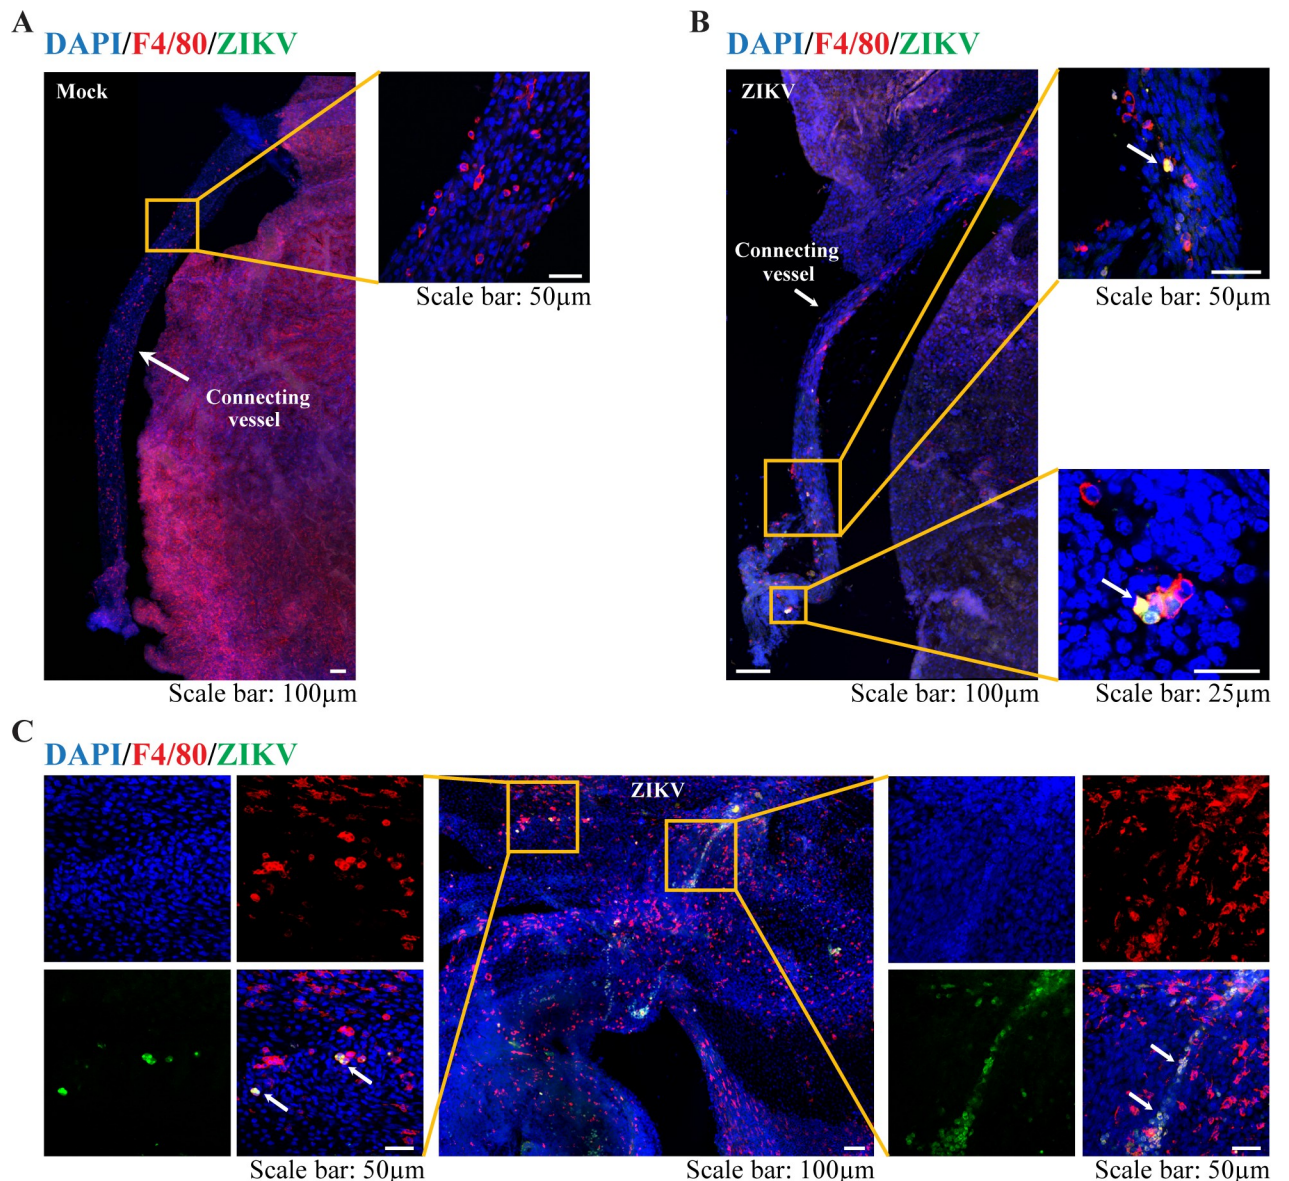 A
DAPI/F4/80/ZIKV
Mock
Connecting
vessel
Scale bar: 50µm
Scale bar: 100µm
B
DAPI/F4/80/ZIKV
ZIKV
Connecting
vessel
Scale bar: 50µm
Scale bar: 100µm
Scale bar: 25µm
C
DAPI/F4/80/ZIKV
ZIKV
Scale bar: 50µm
Scale bar: 100µm
Scale bar: 50µm